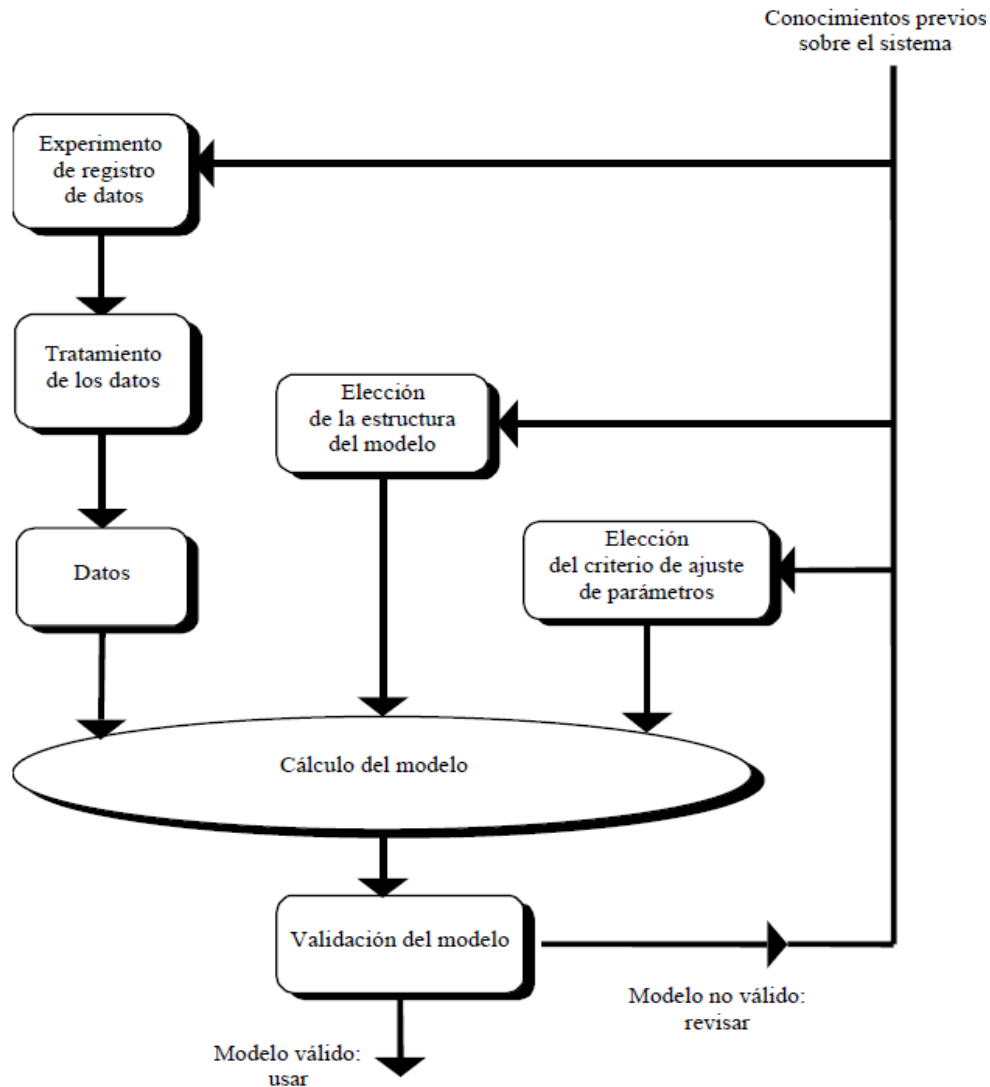 Conocimientos previos
sobre el sistema
Experimento
de registro
de datos
Tratamiento
de los datos
Elección
de la estructura
del modelo
Elección
del criterio de ajuste
de parámetros
Datos
Cálculo del modelo
Validación del modelo
Modelo no válido:
revisar
Modelo válido:
usar